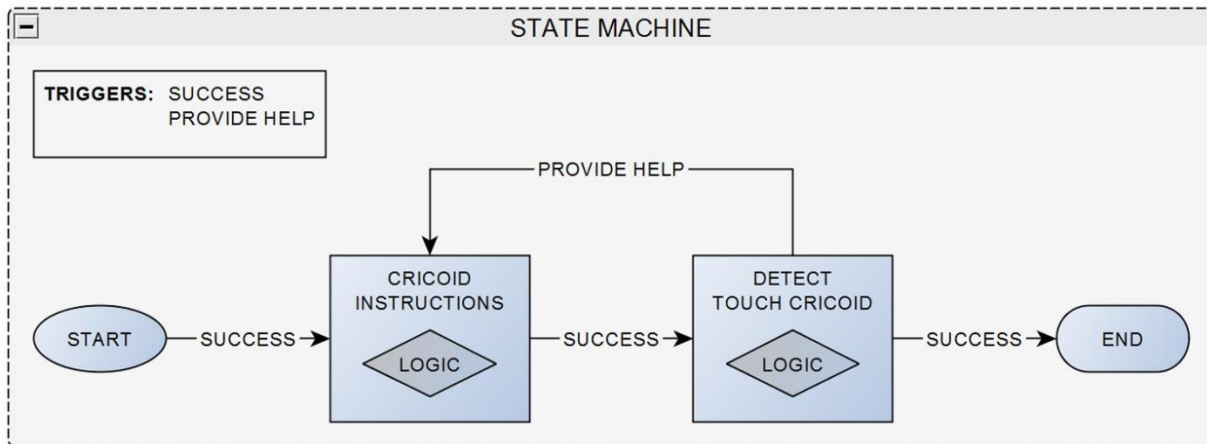 STATE MACHINE
TRIGGERS: SUCCESS
PROVIDE HELP
PROVIDE HELP
CRICOID
INSTRUCTIONS
LOGIC
DETECT
TOUCH CRICOID
LOGIC
START
SUCCESS
SUCCESS
SUCCESS
END